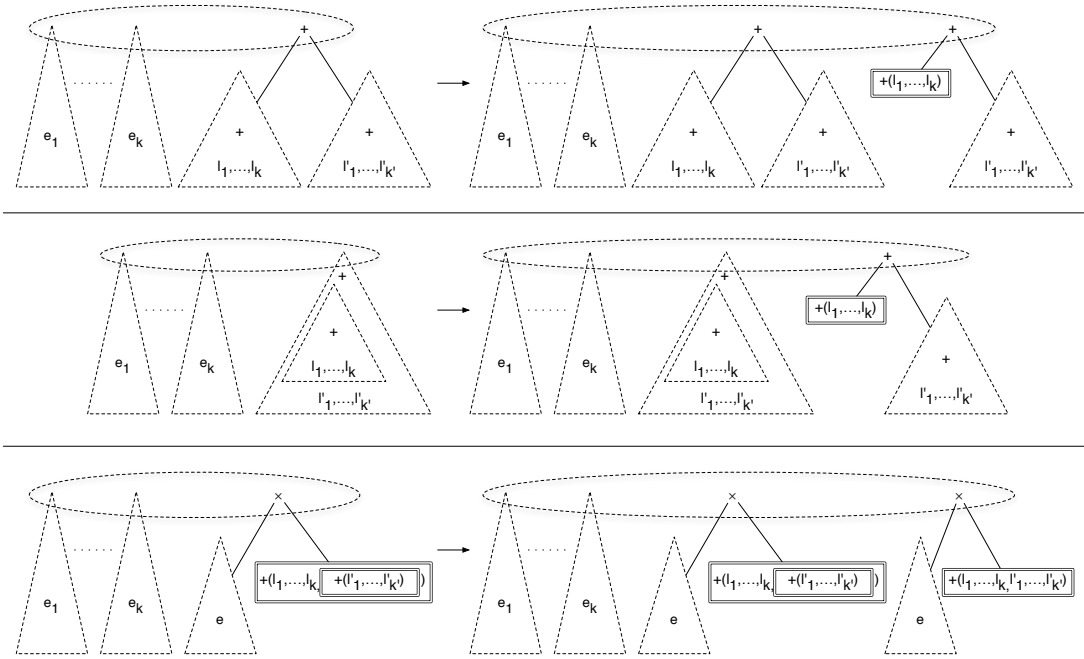 + + +
+(l1,...,lk)
e1 ek + + e1 ek + + +
l1,...,lk l'1,...,l'k' l1,...,lk l'1,...,l'k' l'1,...,l'k'
+ + +
+(l1,...,lk)
e1 ek + e1 ek + +
l1,...,lk l1,...,lk
l'1,...,l'k' l'1,...,l'k' l'1,...,l'k'
× × ×
+(l1,...,lk, +(l'1,...,l'k') ) +(l1,...,lk, +(l'1,...,l'k') ) +(l1,...,lk,l'1,...,l'k')
e1 ek e e1 ek e e